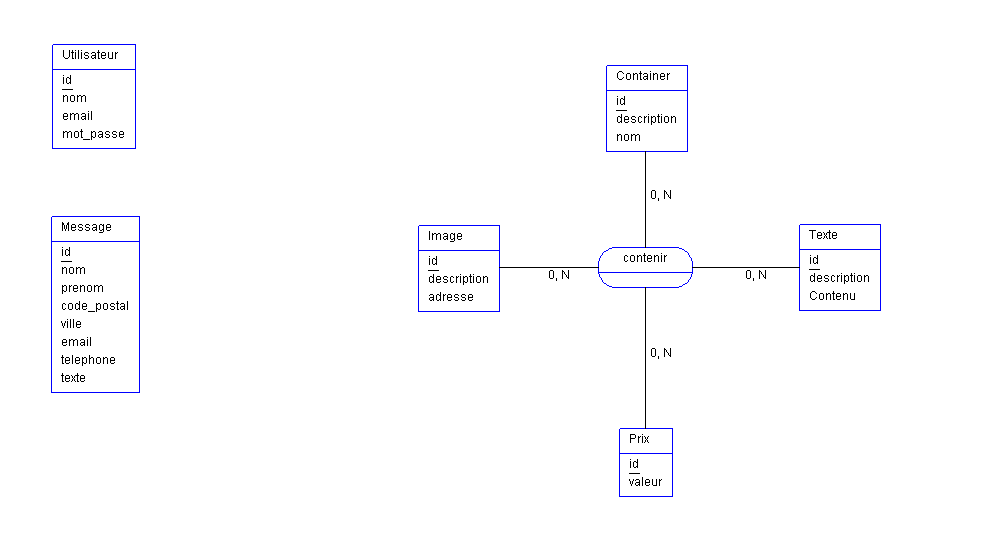 Utilisateur
id
nom
email
mot_passe
Message
id
nom
prenom
code_postal
ville
email
telephone
texte
Container
id
description
nom
0, N
Image
id
description
adresse
0, N
contenir
0, N
Texte
id
description
Contenu
0, N
Prix
id
valeur